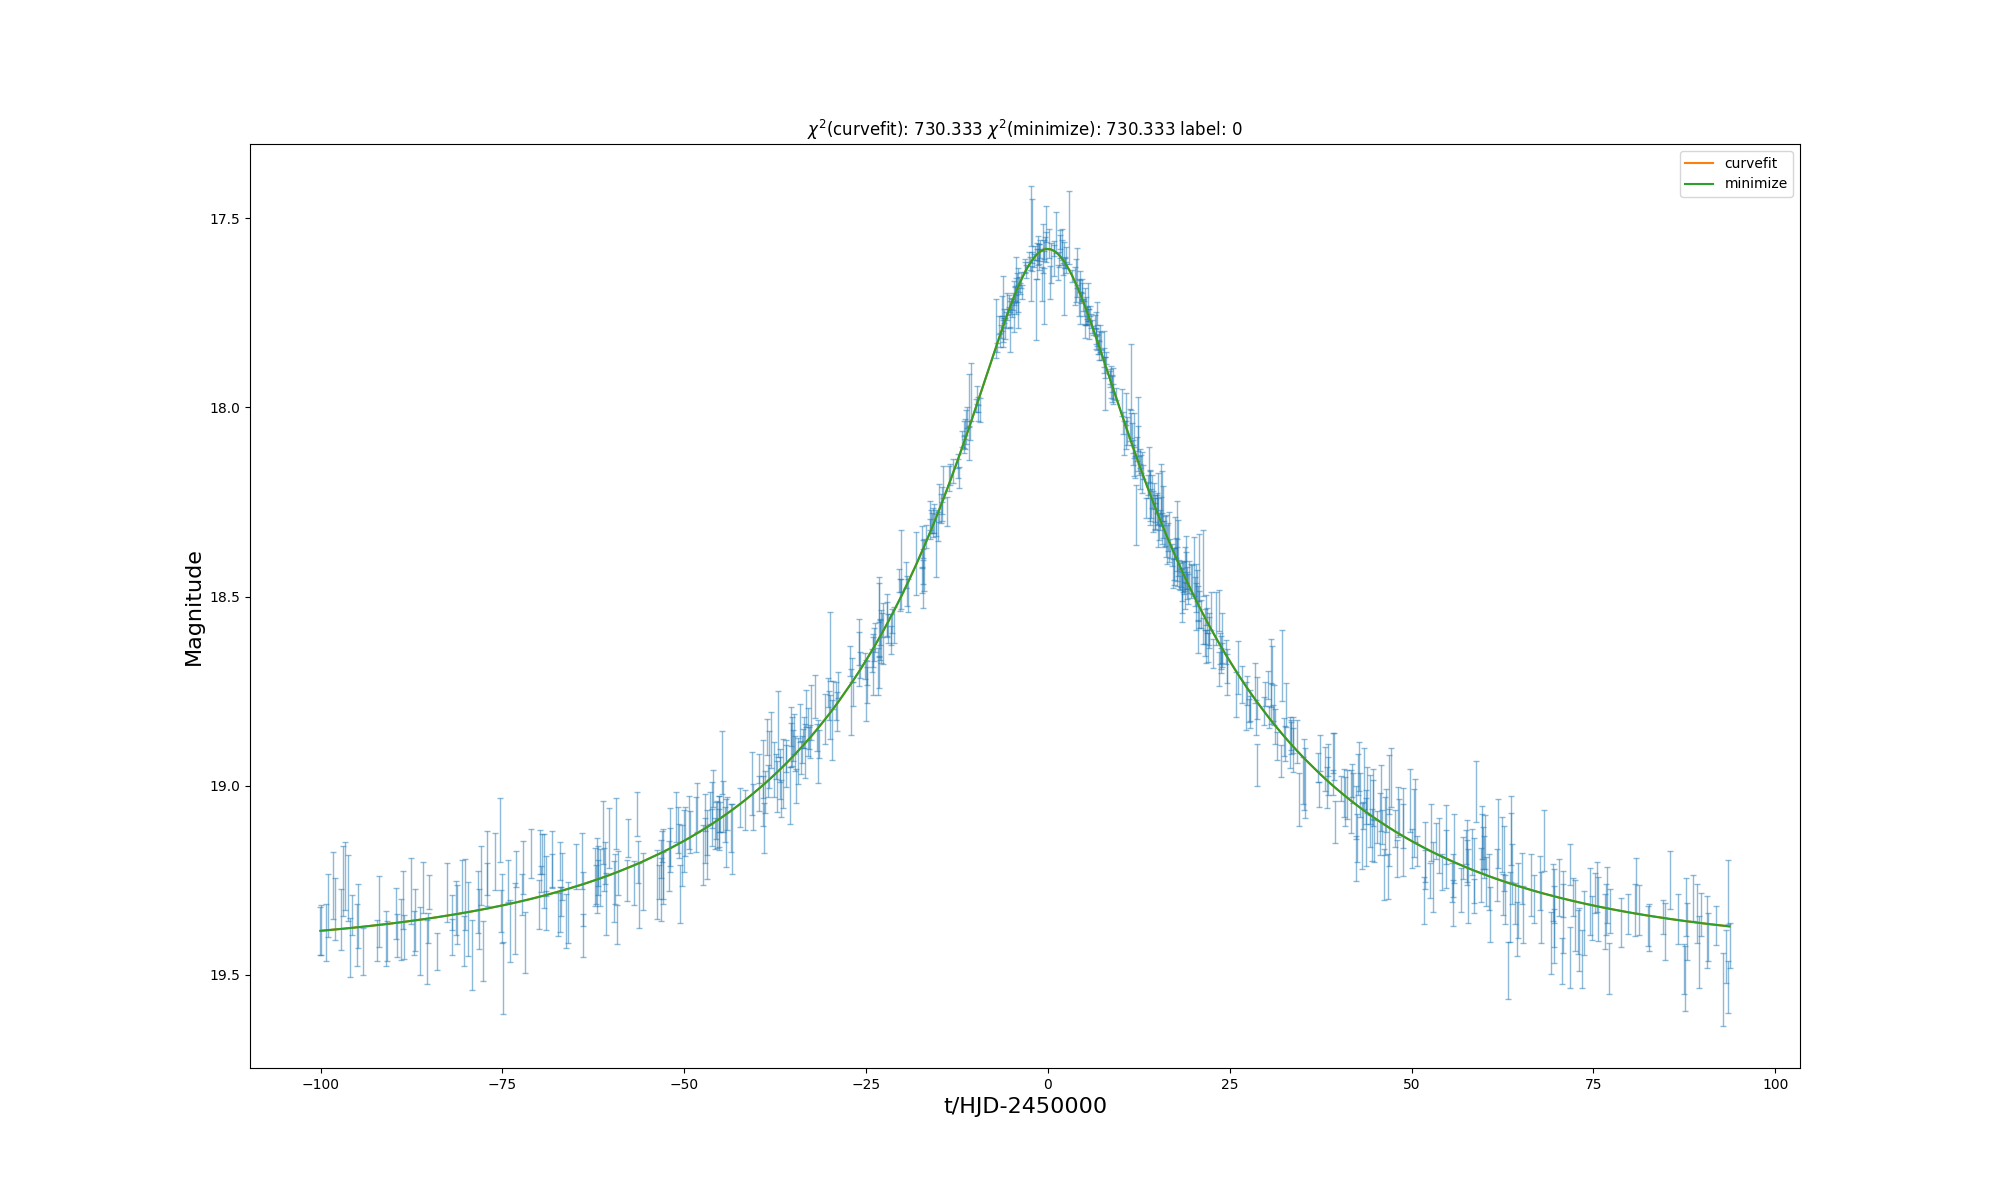 χ²(curvefit): 730.333 χ²(minimize): 730.333 label: 0
curvefit
minimize
17.5
18.0
18.5
19.0
19.5
Magnitude
−100
−75
−50
−25
0
25
50
75
100
t/HJD-2450000